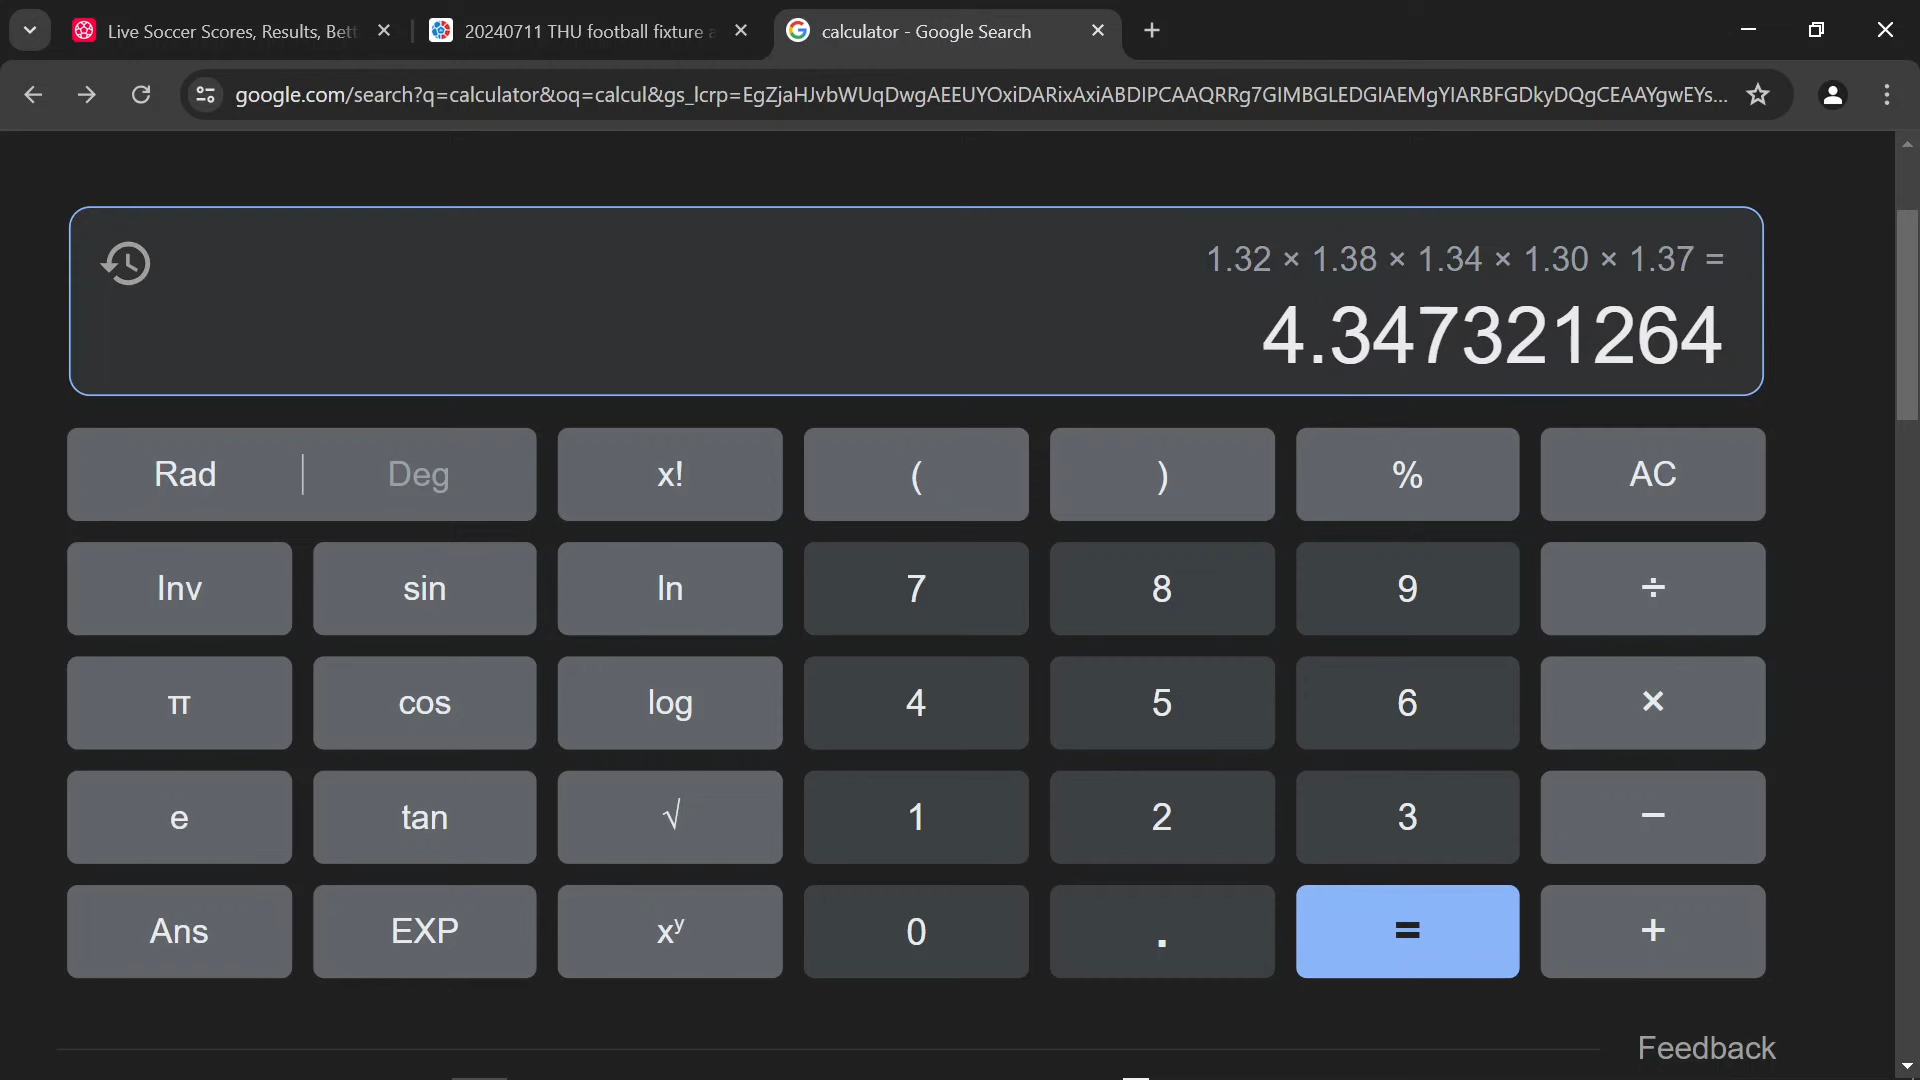 Live Soccer Scores, Results, Bett
20240711 THU football fixture a
calculator - Google Search
google.com/search?q=calculator&oq=calcul&gs_lcrp=EgZjaHJvbWUqDwgAEEUYOxiDARixAxiABDIPCAAQRRg7GIMBGLEDGIAEMgYIARBFGDkyDQgCEAAYgwEYs...
1.32 × 1.38 × 1.34 × 1.30 × 1.37 =
4.347321264
Rad | Deg x! ( ) % AC
Inv sin ln 7 8 9 ÷
π cos log 4 5 6 ×
e tan √ 1 2 3 −
Ans EXP xʸ 0 . = +
Feedback